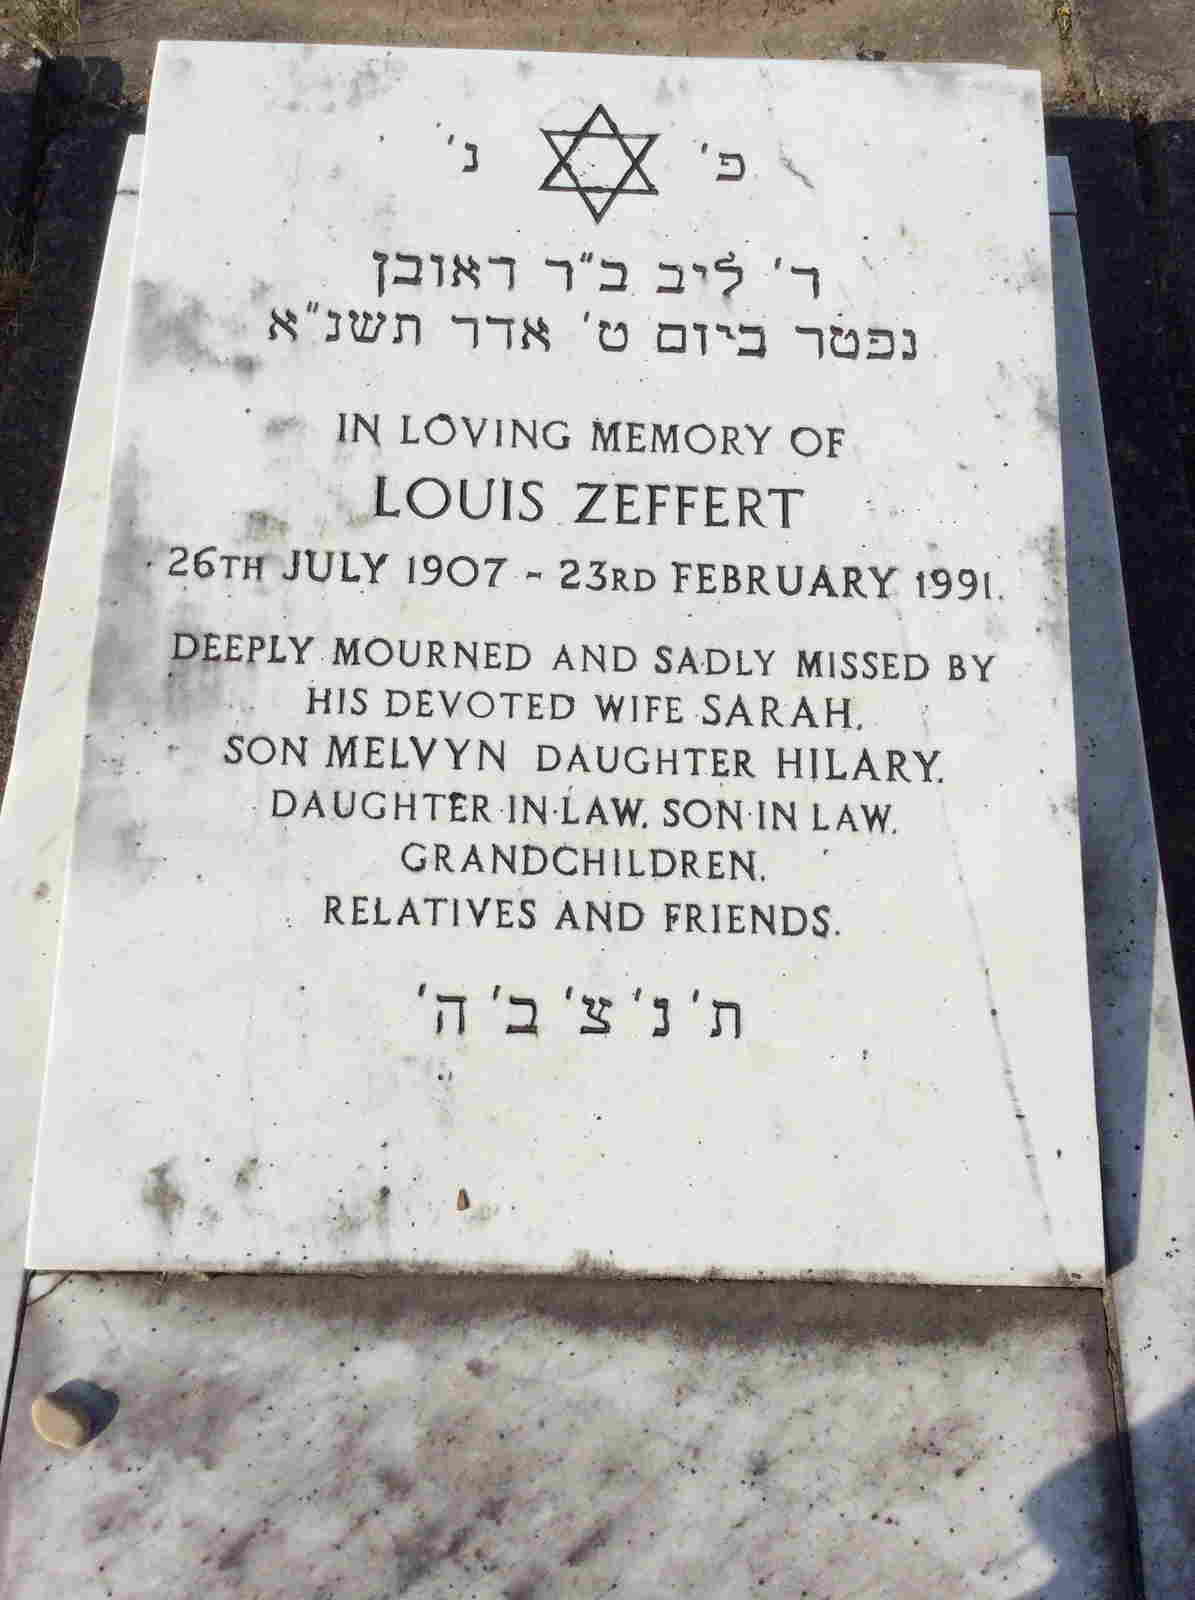 פ' נ'
ר' ליב ב"ר ראובן
נפטר ביום ט' אדר תשנ"א
IN LOVING MEMORY OF
LOUIS ZEFFERT
26TH JULY 1907 - 23RD FEBRUARY 1991.
DEEPLY MOURNED AND SADLY MISSED BY
HIS DEVOTED WIFE SARAH.
SON MELVYN DAUGHTER HILARY.
DAUGHTER·IN·LAW. SON·IN LAW.
GRANDCHILDREN.
RELATIVES AND FRIENDS.
ת' נ' צ' ב' ה'